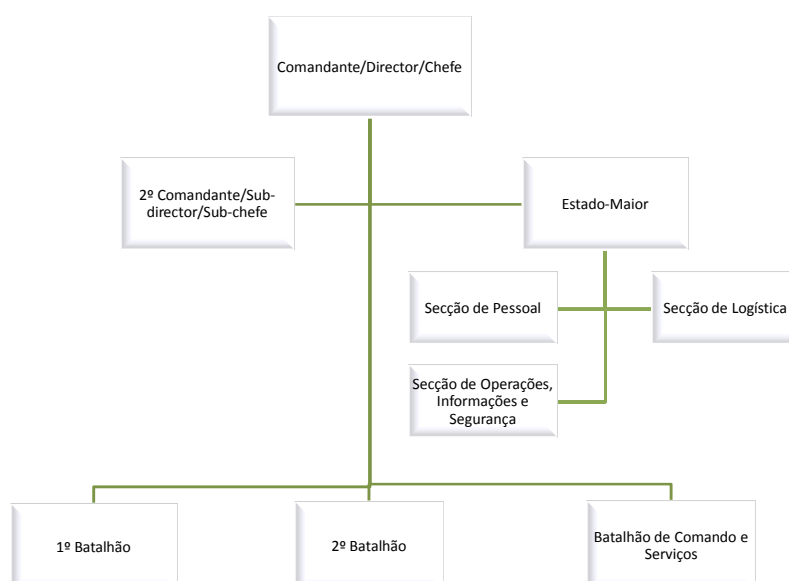 Comandante/Director/Chefe
2º Comandante/Sub-
director/Sub-chefe
Estado-Maior
Secção de Pessoal
Secção de Logística
Secção de Operações,
Informações e
Segurança
1º Batalhão
2º Batalhão
Batalhão de Comando e
Serviços